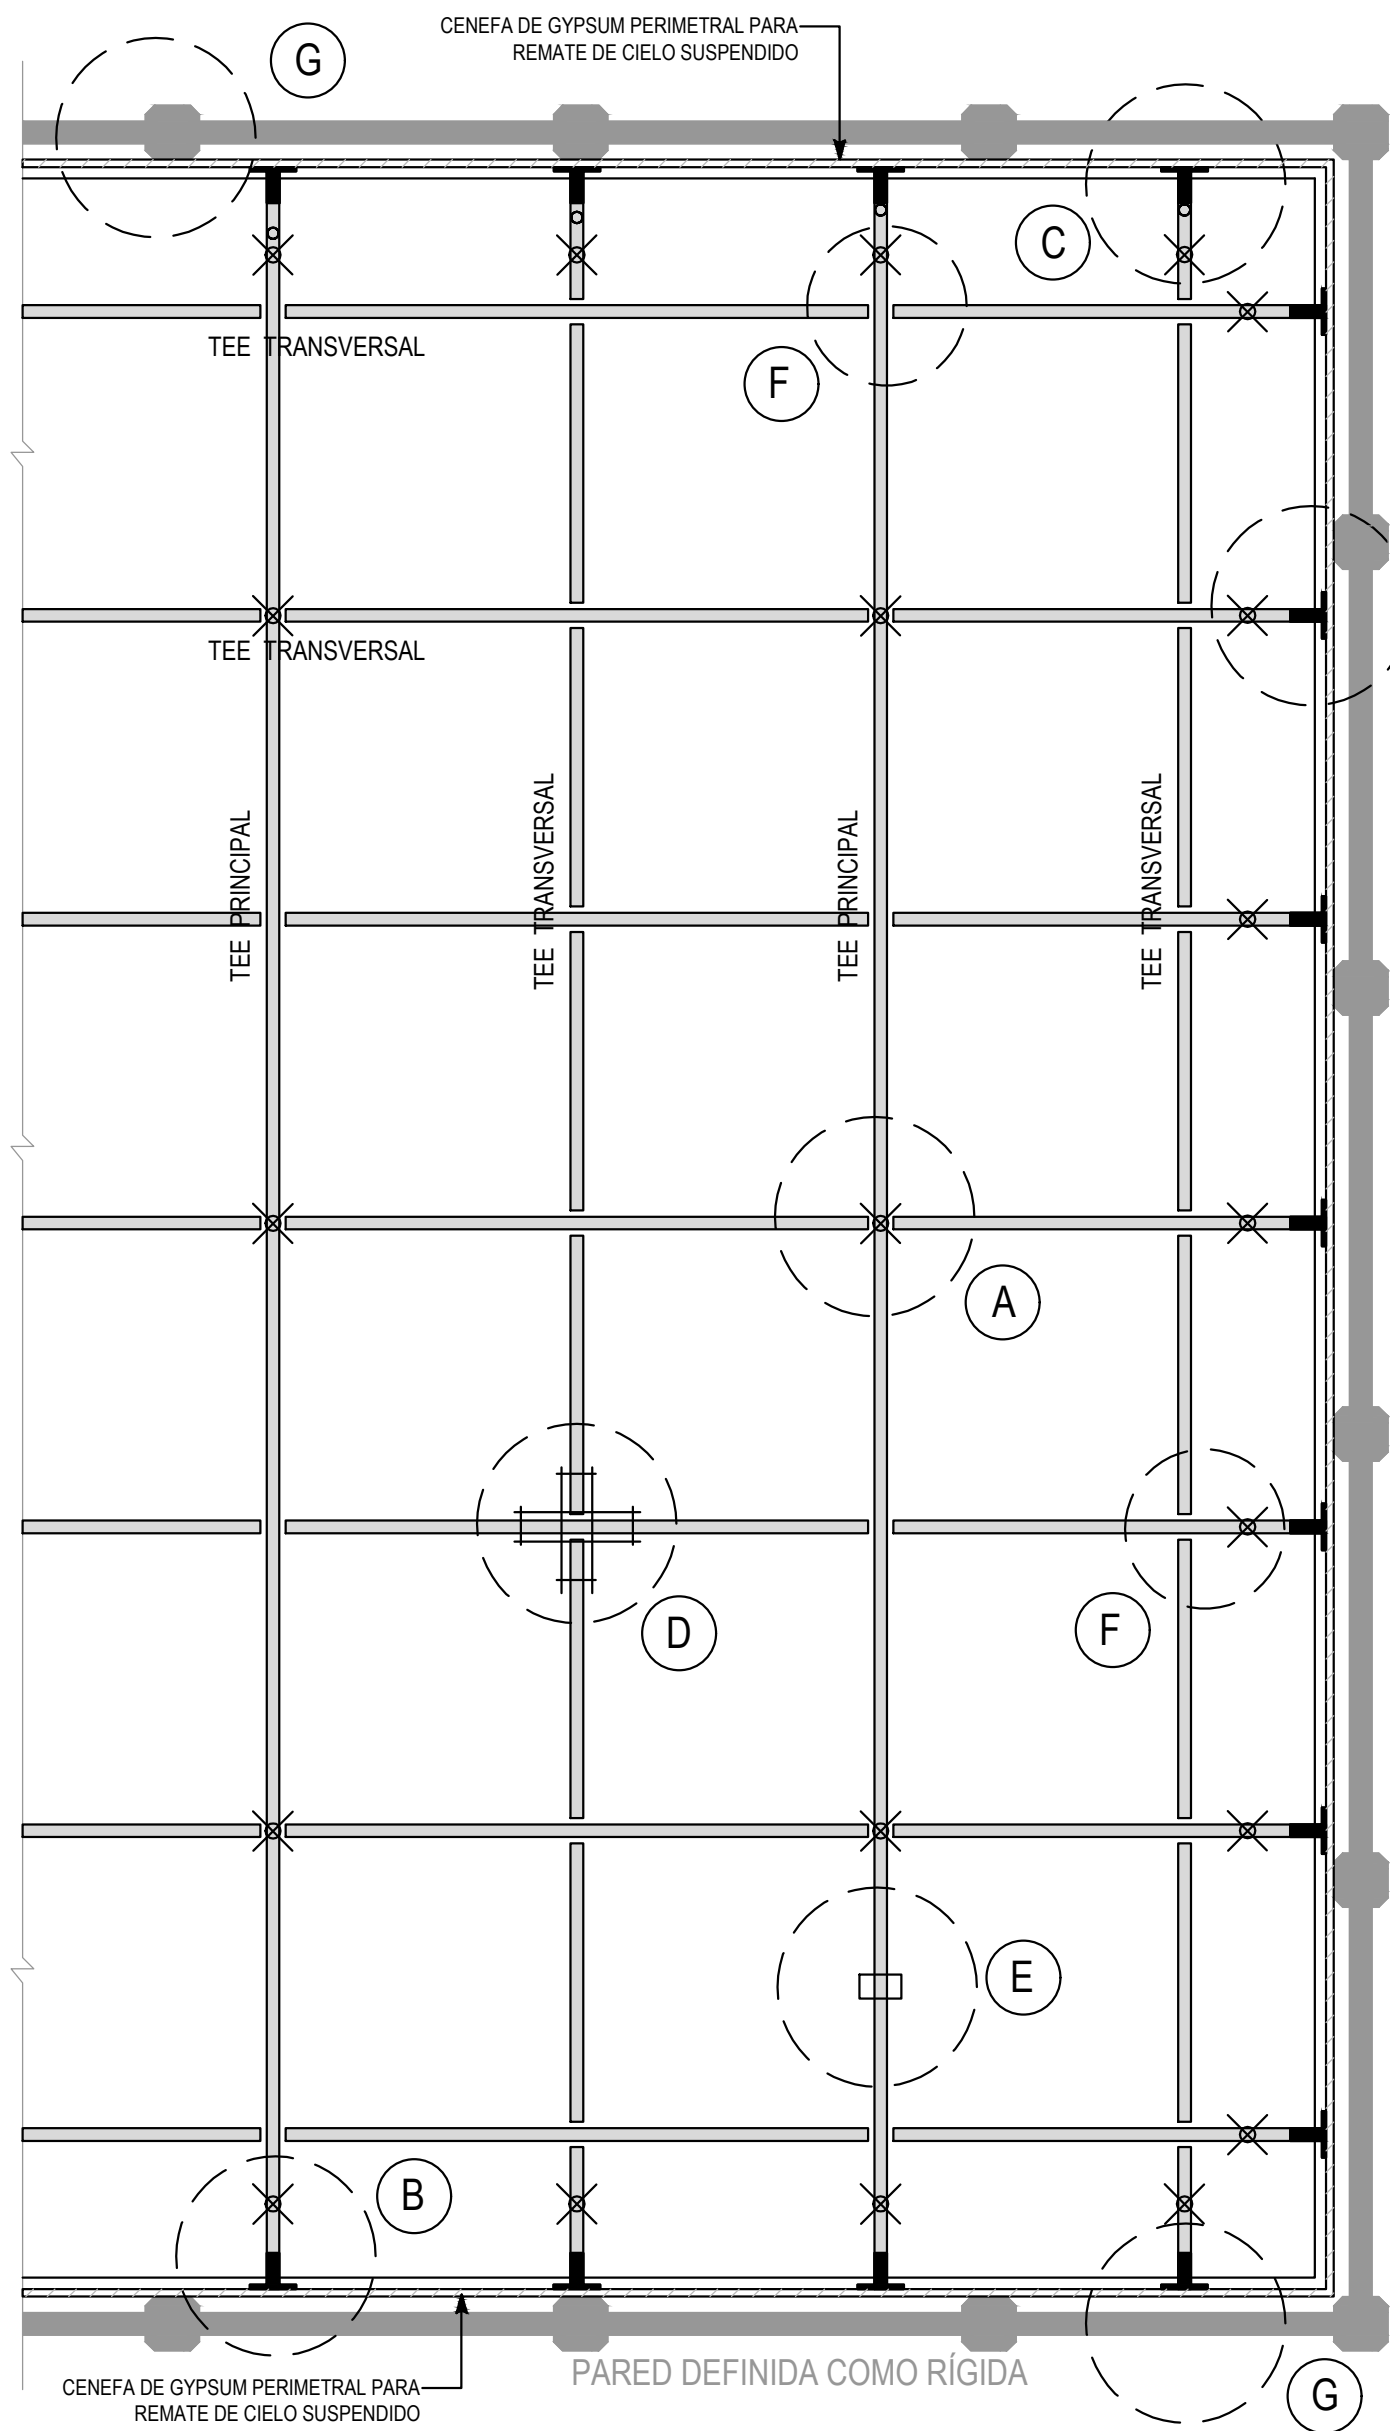 CENEFA DE GYPSUM PERIMETRAL PARA
REMATE DE CIELO SUSPENDIDO
G
C
TEE TRANSVERSAL
F
TEE TRANSVERSAL
TEE PRINCIPAL
TEE TRANSVERSAL
TEE PRINCIPAL
TEE TRANSVERSAL
A
D
F
E
B
PARED DEFINIDA COMO RÍGIDA
CENEFA DE GYPSUM PERIMETRAL PARA
REMATE DE CIELO SUSPENDIDO
G